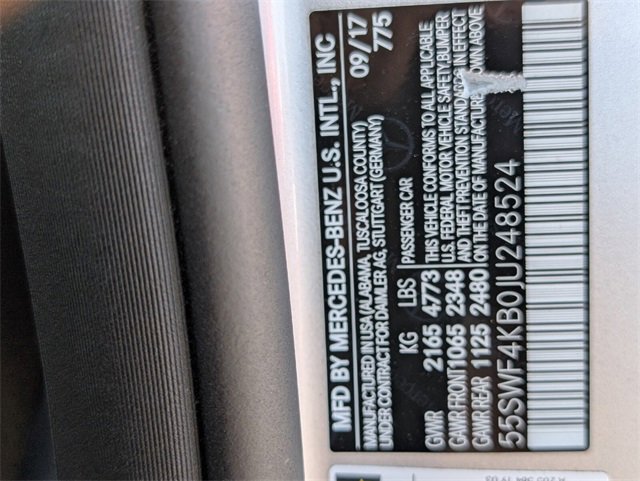 MFD BY MERCEDES-BENZ U.S. INTL., INC
09/17
775
MANUFACTURED IN USA (ALABAMA, TUSCALOOSA COUNTY)
UNDER CONTRACT FOR DAIMLER AG, STUTTGART (GERMANY)
KG LBS PASSENGER CAR
GVWR 2165 4773 THIS VEHICLE CONFORMS TO ALL APPLICABLE
U.S. FEDERAL MOTOR VEHICLE SAFETY BUMPER
GAWR FRONT 1065 2348 AND THEFT PREVENTION STANDARDS IN EFFECT
GAWR REAR 1125 2480 ON THE DATE OF MANUFACTURE SHOWN ABOVE
55SWF4KB0JU248524